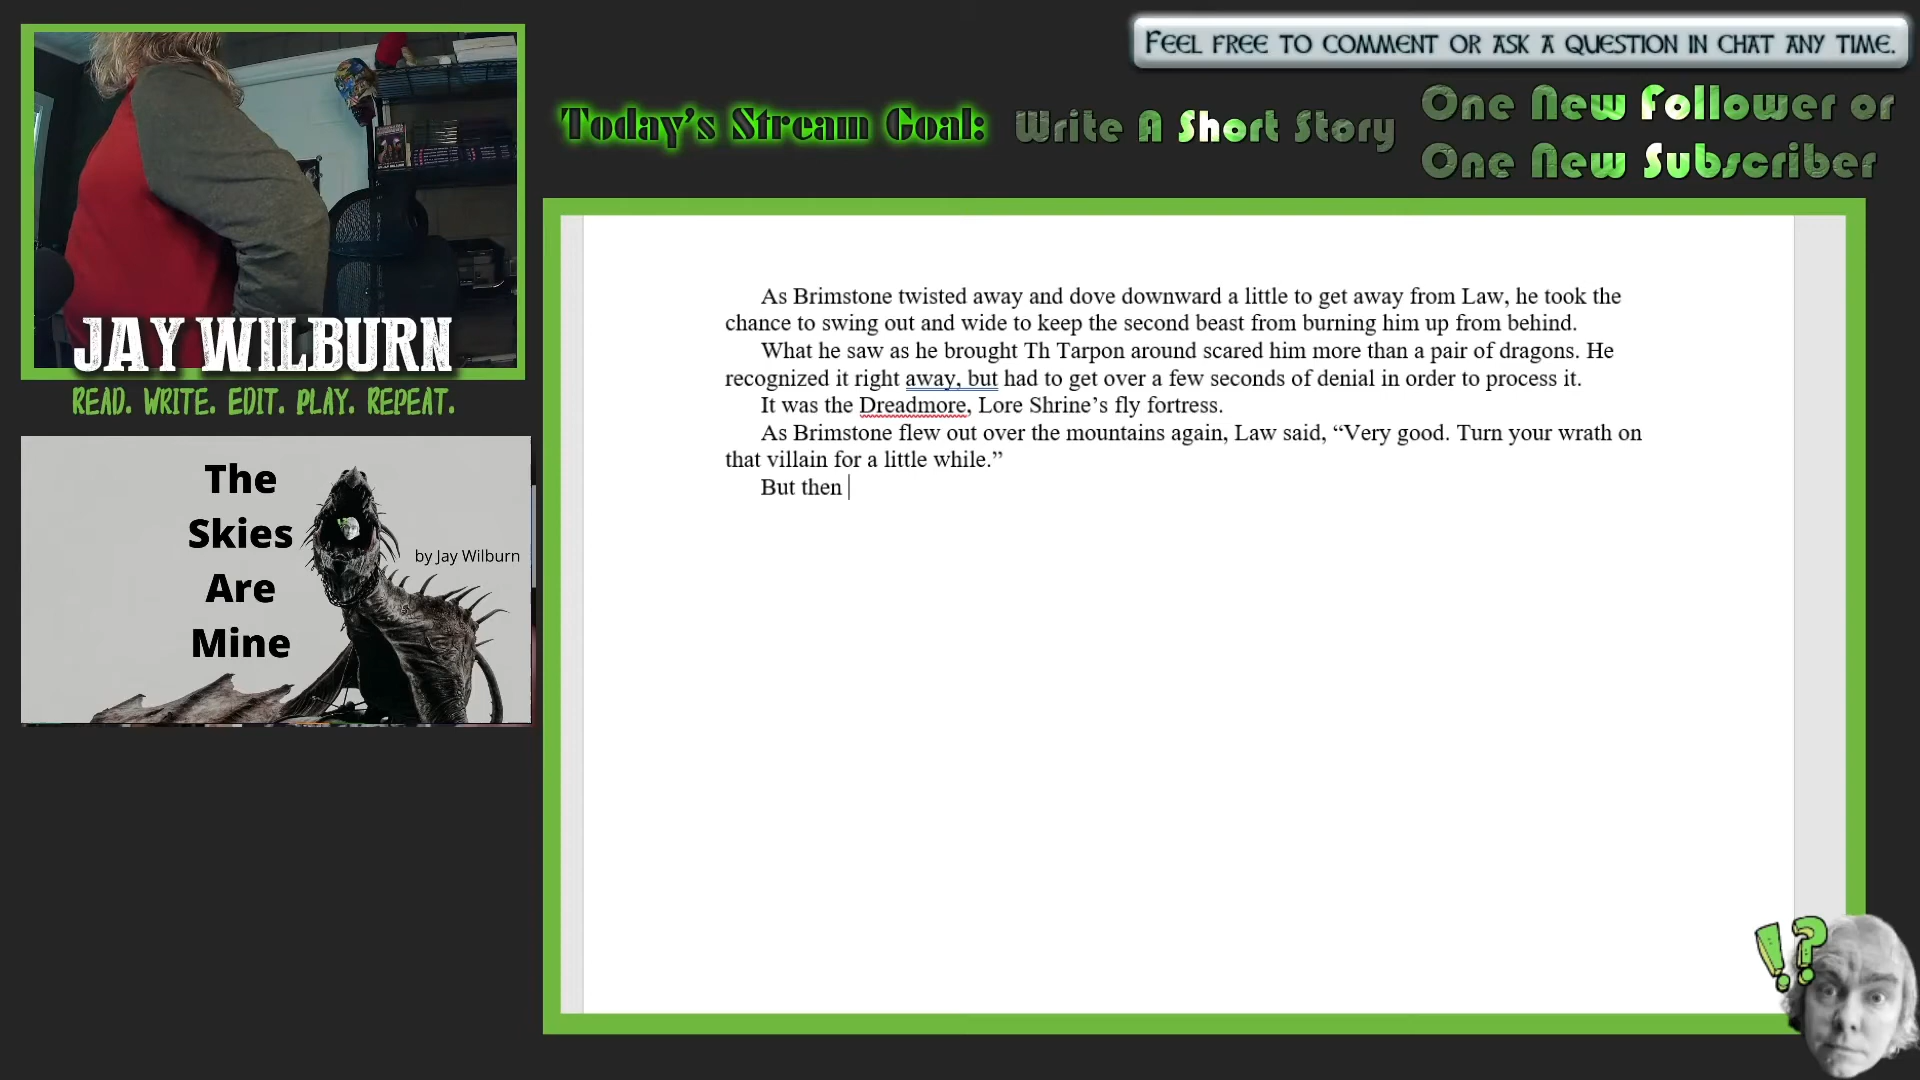 FEEL FREE TO COMMENT OR ASK A QUESTION IN CHAT ANY TIME.
Today's Stream Goal:
Write A Short Story
One New Follower or
One New Subscriber
JAY WILBURN
READ. WRITE. EDIT. PLAY. REPEAT.
The
Skies
Are
Mine
by Jay Wilburn
As Brimstone twisted away and dove downward a little to get away from Law, he took the
chance to swing out and wide to keep the second beast from burning him up from behind.
What he saw as he brought Th Tarpon around scared him more than a pair of dragons. He
recognized it right away, but had to get over a few seconds of denial in order to process it.
It was the Dreadmore, Lore Shrine’s fly fortress.
As Brimstone flew out over the mountains again, Law said, “Very good. Turn your wrath on
that villain for a little while.”
But then
!?